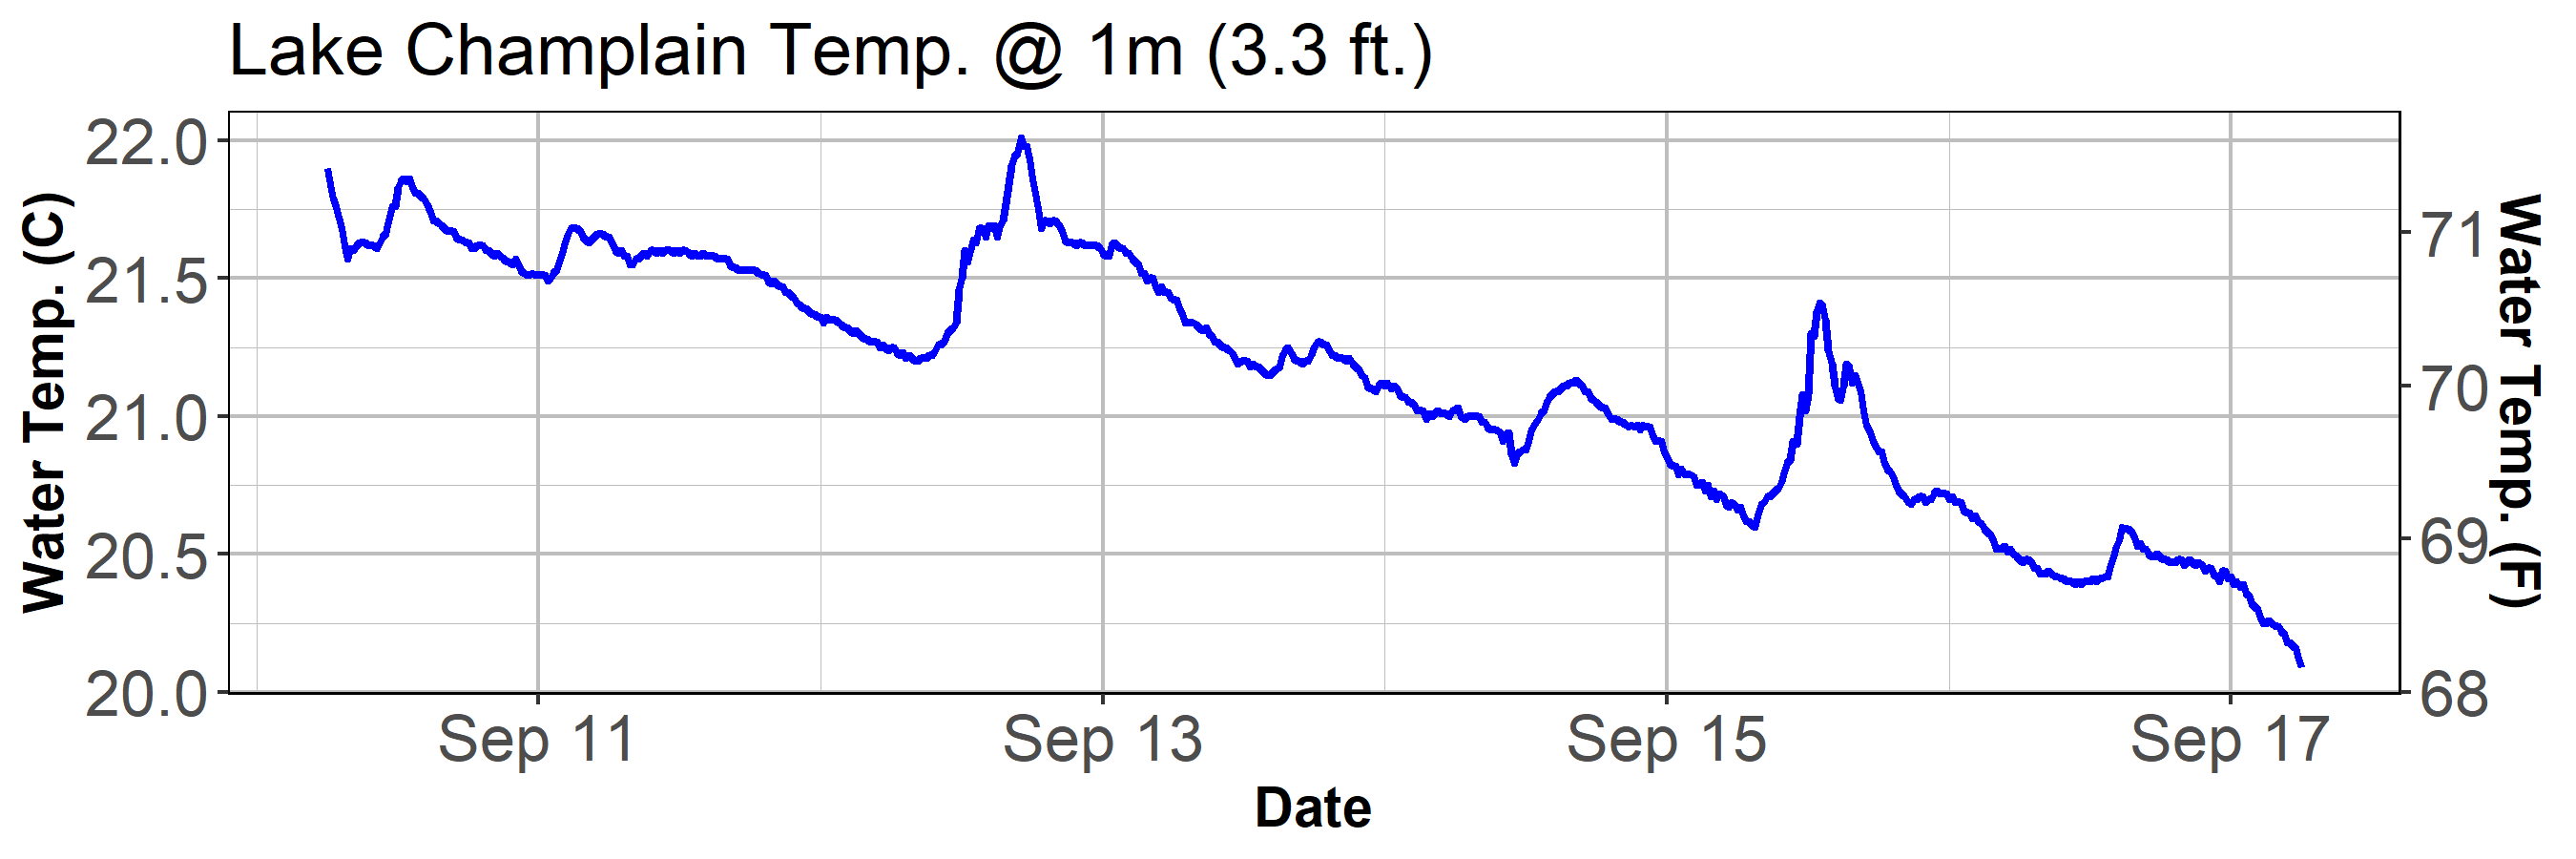 Lake Champlain Temp. @ 1m (3.3 ft.)
Water Temp. (C)
22.0
21.5
21.0
20.5
20.0
71
70
69
68
Water Temp. (F)
Sep 11
Sep 13
Sep 15
Sep 17
Date